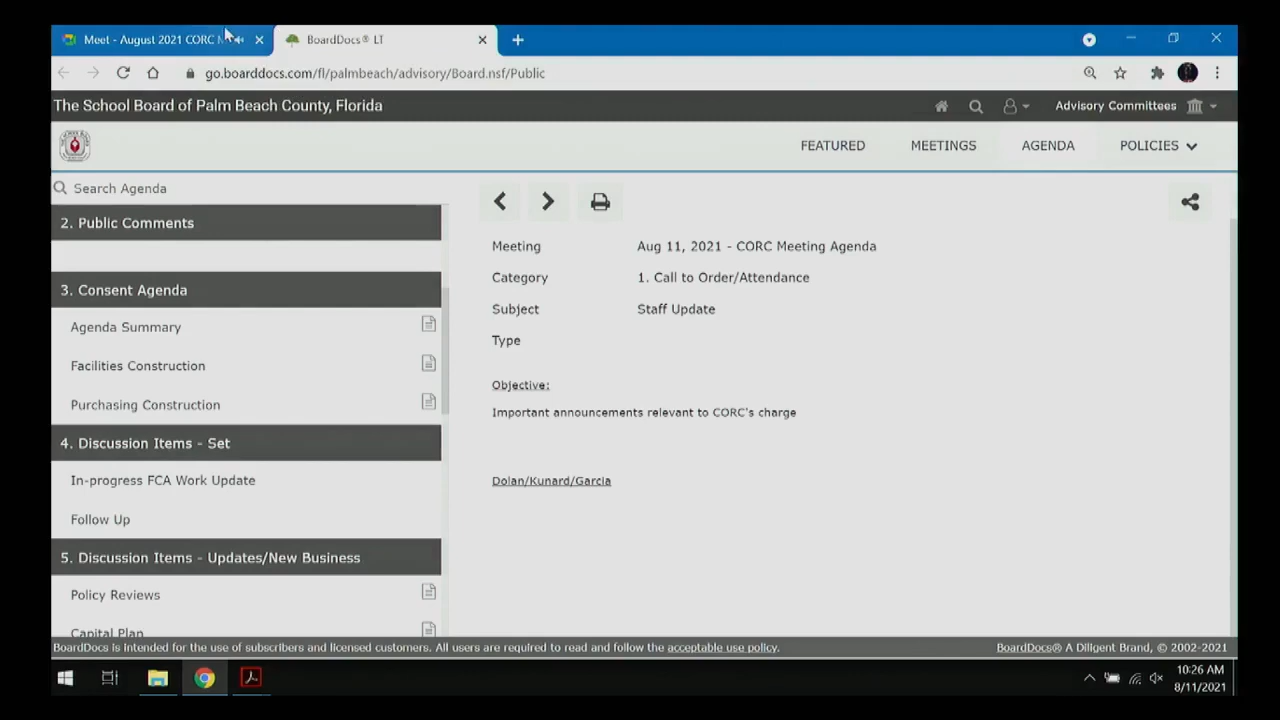 Meet - August 2021 CORC M
BoardDocs® LT
go.boarddocs.com/fl/palmbeach/advisory/Board.nsf/Public
The School Board of Palm Beach County, Florida
Advisory Committees
FEATURED
MEETINGS
AGENDA
POLICIES
Search Agenda
2. Public Comments
3. Consent Agenda
Agenda Summary
Facilities Construction
Purchasing Construction
4. Discussion Items - Set
In-progress FCA Work Update
Follow Up
5. Discussion Items - Updates/New Business
Policy Reviews
Capital Plan
Meeting Aug 11, 2021 - CORC Meeting Agenda
Category 1. Call to Order/Attendance
Subject Staff Update
Type
Objective:
Important announcements relevant to CORC's charge
Dolan/Kunard/Garcia
BoardDocs is intended for the use of subscribers and licensed customers. All users are required to read and follow the acceptable use policy.
BoardDocs® A Diligent Brand, © 2002-2021
10:26 AM
8/11/2021